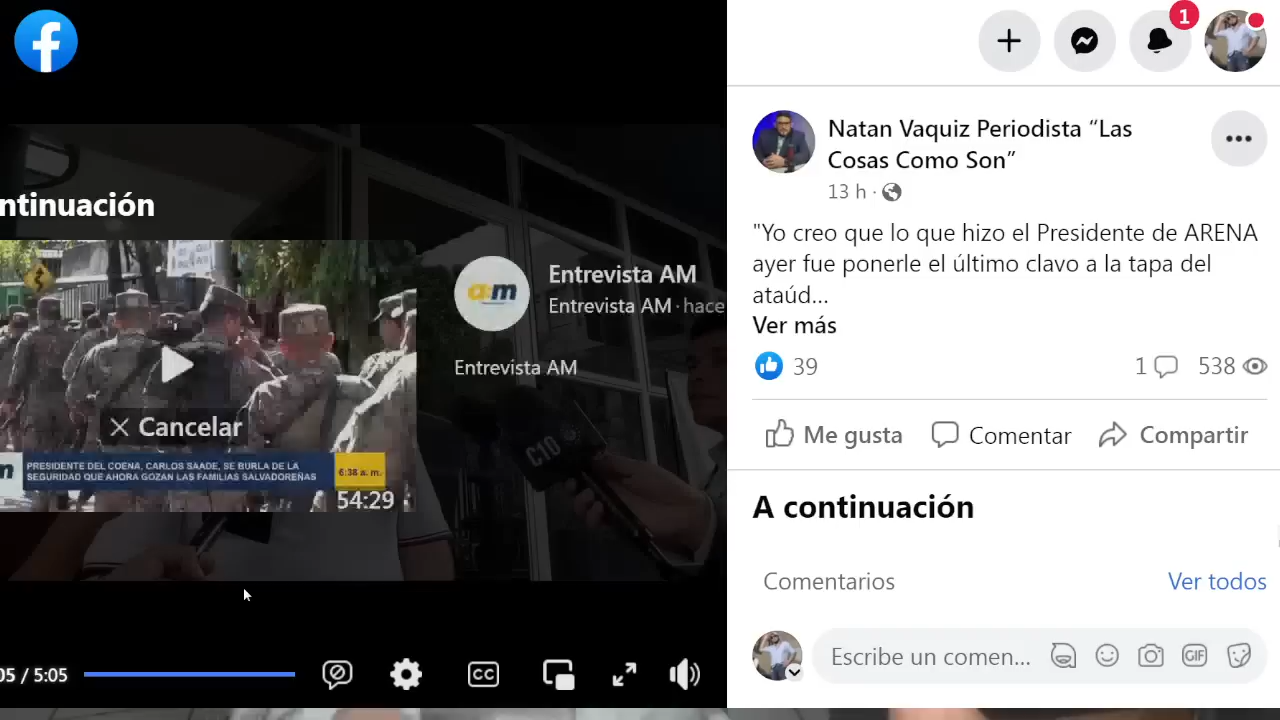 ntinuación
PRESIDENTE DEL COENA, CARLOS SAADE, SE BURLA DE LA
SEGURIDAD QUE AHORA GOZAN LAS FAMILIAS SALVADOREÑAS
6:38 a. m.
Cancelar
54:29
a:m
Entrevista AM
Entrevista AM · hace
Entrevista AM
C10
05 / 5:05
CC
1
Natan Vaquiz Periodista “Las
Cosas Como Son”
13 h ·
"Yo creo que lo que hizo el Presidente de ARENA
ayer fue ponerle el último clavo a la tapa del
ataúd...
Ver más
39
1
538
Me gusta
Comentar
Compartir
A continuación
Comentarios
Ver todos
Escribe un comen...
GIF